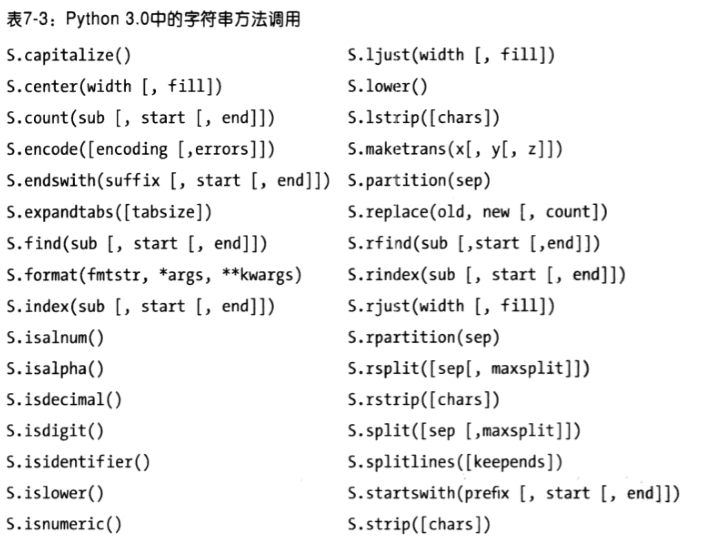 表7-3：Python 3.0中的字符串方法调用
S.capitalize() S.ljust(width [, fill])
S.center(width [, fill]) S.lower()
S.count(sub [, start [, end]]) S.lstrip([chars])
S.encode([encoding [,errors]]) S.maketrans(x[, y[, z]])
S.endswith(suffix [, start [, end]]) S.partition(sep)
S.expandtabs([tabsize]) S.replace(old, new [, count])
S.find(sub [, start [, end]]) S.rfind(sub [,start [,end]])
S.format(fmtstr, *args, **kwargs) S.rindex(sub [, start [, end]])
S.index(sub [, start [, end]]) S.rjust(width [, fill])
S.isalnum() S.rpartition(sep)
S.isalpha() S.rsplit([sep[, maxsplit]])
S.isdecimal() S.rstrip([chars])
S.isdigit() S.split([sep [,maxsplit]])
S.isidentifier() S.splitlines([keepends])
S.islower() S.startswith(prefix [, start [, end]])
S.isnumeric() S.strip([chars])